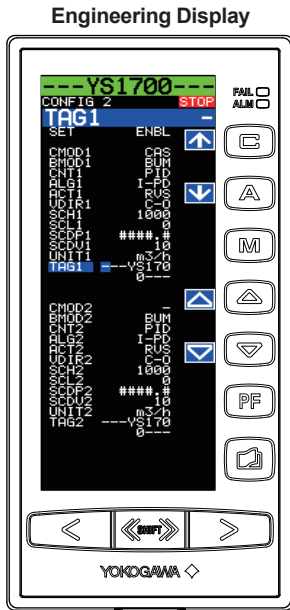 Engineering Display
---YS1700---
CONFIG 2 STOP
TAG1 -
SET ENBL
CMOD1 CAS
BMOD1 BUM
CNT1 PID
ALG1 I-PD
ACT1 RVS
VDIR1 C-O
SCH1 1000
SCL1 0
SCDP1 ####.#
SCDV1 10
UNIT1 m3/h
TAG1 ---YS170
0---
CMOD2 -
BMOD2 BUM
CNT2 PID
ALG2 I-PD
ACT2 RVS
VDIR2 C-O
SCH2 1000
SCL2 0
SCDP2 ####.#
SCDV2 10
UNIT2 m3/h
TAG2 ---YS170
0---
FAIL
ALM
C
A
M
PF
SHIFT
YOKOGAWA